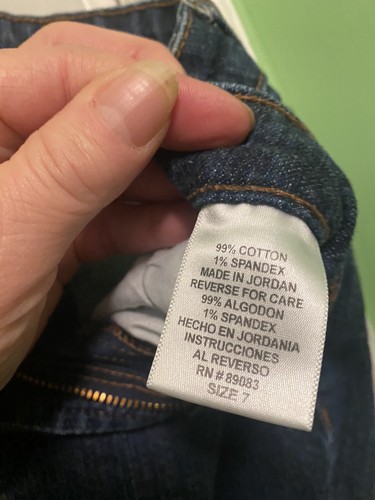 99% COTTON
1% SPANDEX
MADE IN JORDAN
REVERSE FOR CARE
99% ALGODON
1% SPANDEX
HECHO EN JORDANIA
INSTRUCCIONES
AL REVERSO
RN # 89083
SIZE 7